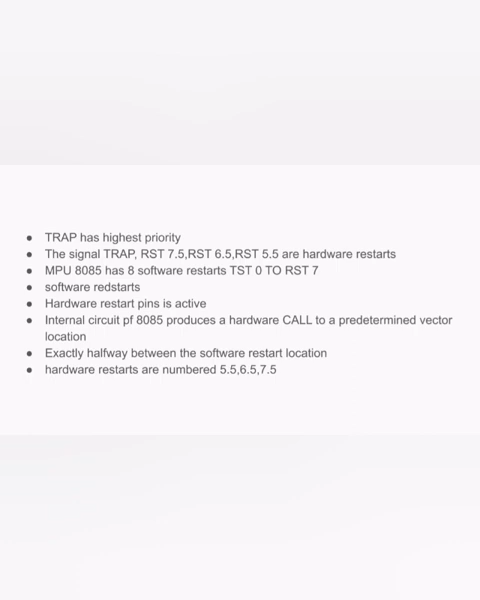 ● TRAP has highest priority
● The signal TRAP, RST 7.5,RST 6.5,RST 5.5 are hardware restarts
● MPU 8085 has 8 software restarts TST 0 TO RST 7
● software redstarts
● Hardware restart pins is active
● Internal circuit pf 8085 produces a hardware CALL to a predetermined vector
location
● Exactly halfway between the software restart location
● hardware restarts are numbered 5.5,6.5,7.5